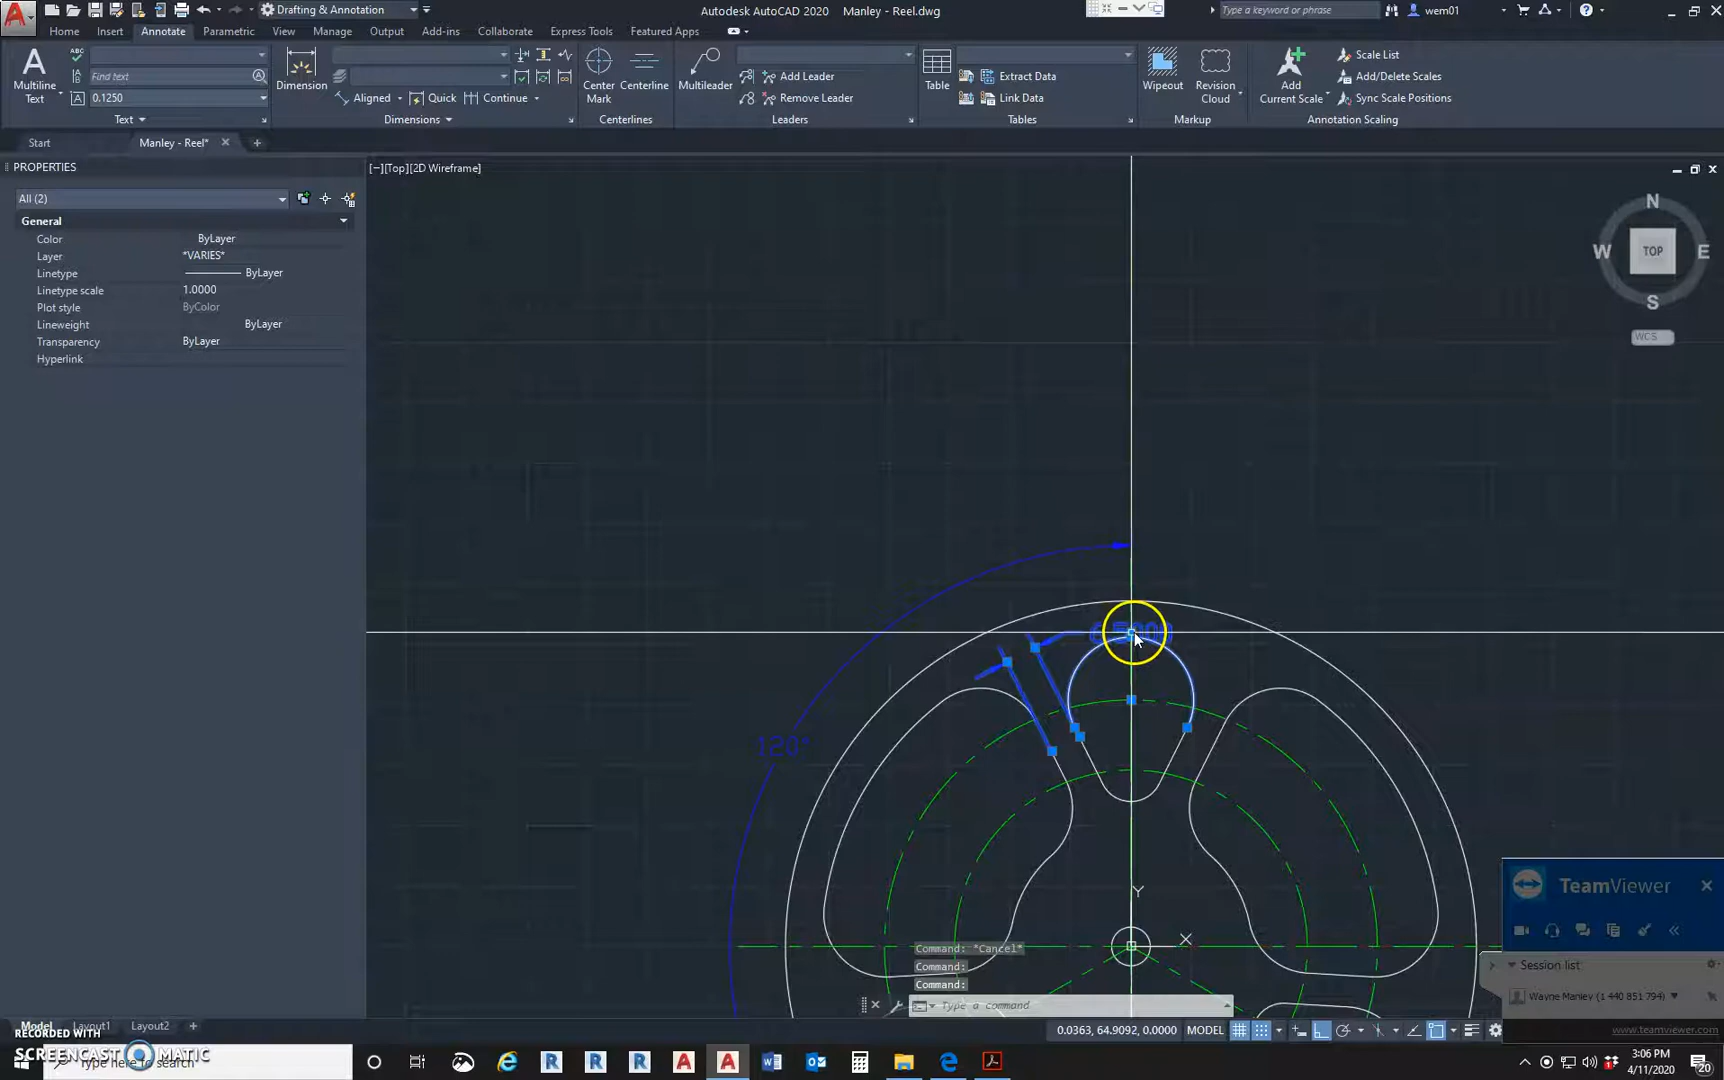 Drafting & Annotation
Autodesk AutoCAD 2020 Manley - Reel.dwg
Type a keyword or phrase
wem01
Home Insert Annotate Parametric View Manage Output Add-ins Collaborate Express Tools Featured Apps
Multiline
Text
ABC
Find text
0.1250
Text
Dimension
Aligned
Quick
Continue
Dimensions
Center
Mark
Centerline
Centerlines
Multileader
Add Leader
Remove Leader
Leaders
Table
Extract Data
Link Data
Tables
Wipeout
Revision
Cloud
Markup
Add
Current Scale
Scale List
Add/Delete Scales
Sync Scale Positions
Annotation Scaling
Start
Manley - Reel*
PROPERTIES
[−][Top][2D Wireframe]
All (2)
General
Color ByLayer
Layer *VARIES*
Linetype ByLayer
Linetype scale 1.0000
Plot style ByColor
Lineweight ByLayer
Transparency ByLayer
Hyperlink
N
W TOP E
S
WCS
120°
Y
X
Command: *Cancel*
Command:
Command:
Type a command
TeamViewer
Session list
Wayne Manley (1 440 851 794)
www.teamviewer.com
Model Layout1 Layout2
0.0363, 64.9092, 0.0000 MODEL
RECORDED WITH
SCREENCAST MATIC
Type here to search
3:06 PM
4/11/2020
20